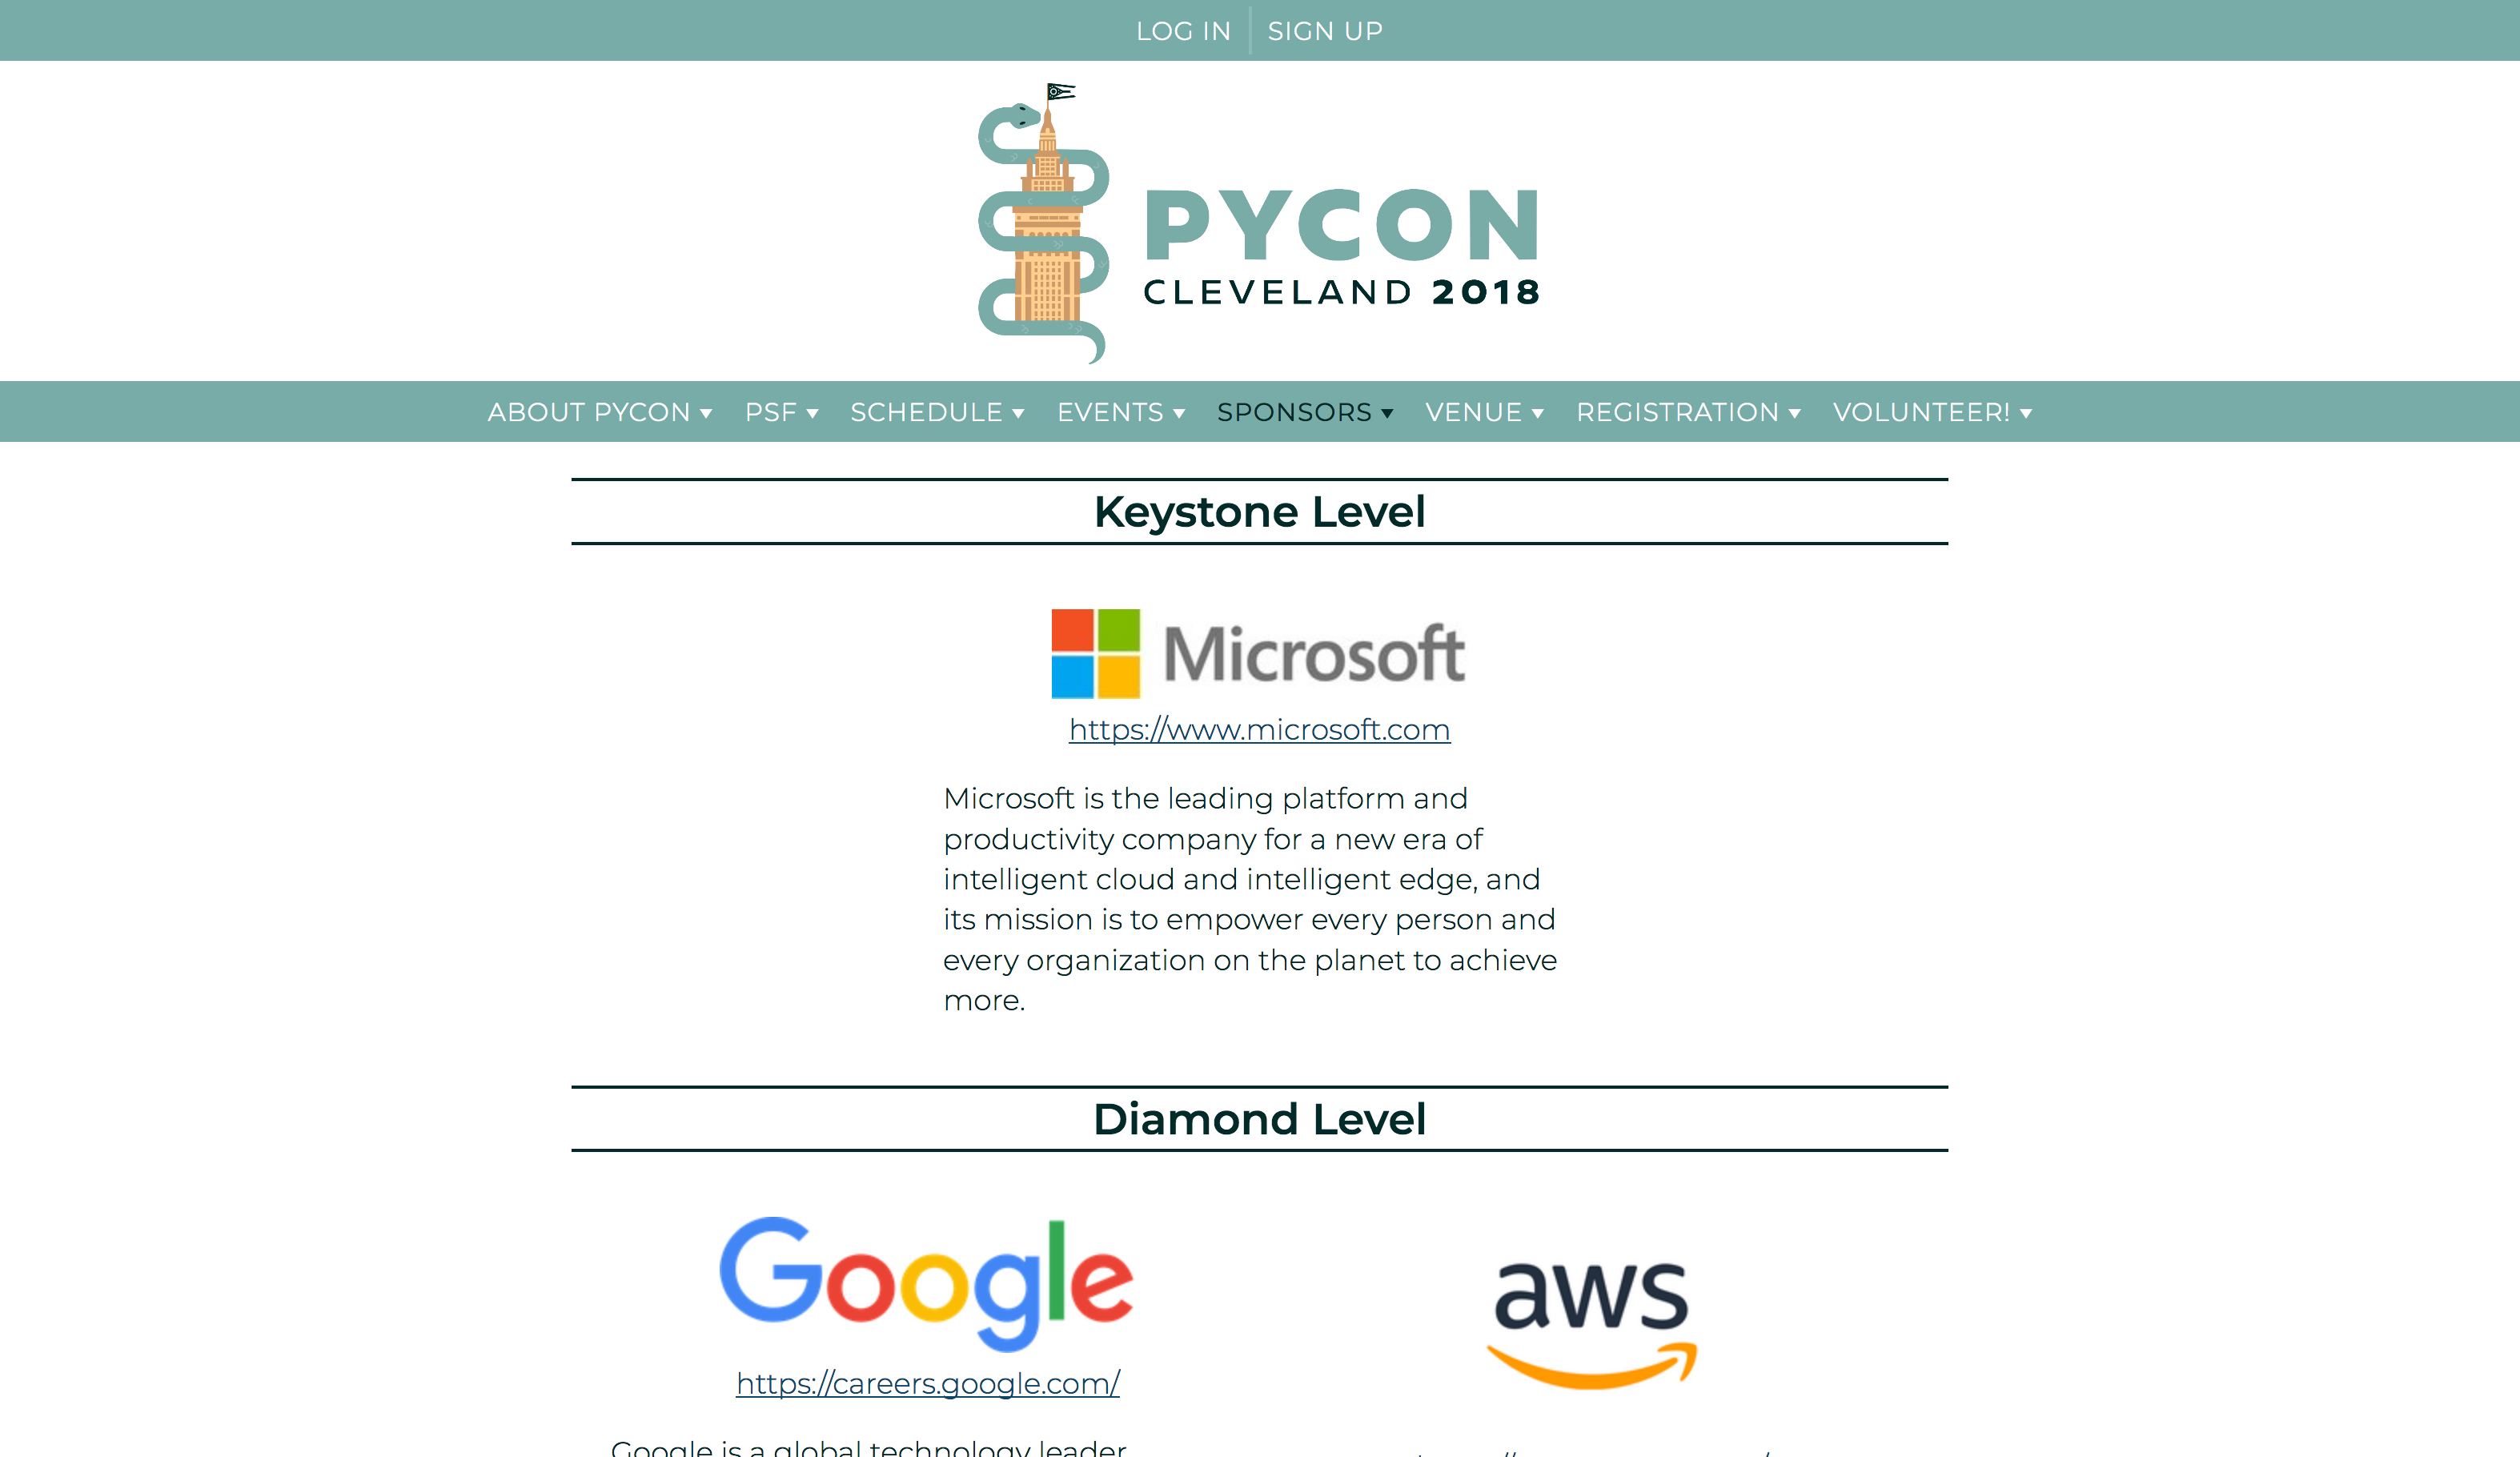 LOG IN SIGN UP
PYCON
CLEVELAND 2018
ABOUT PYCON PSF SCHEDULE EVENTS SPONSORS VENUE REGISTRATION VOLUNTEER!
Keystone Level
Microsoft
https://www.microsoft.com
Microsoft is the leading platform and
productivity company for a new era of
intelligent cloud and intelligent edge, and
its mission is to empower every person and
every organization on the planet to achieve
more.
Diamond Level
Google
aws
https://careers.google.com/
Google is a global technology leader